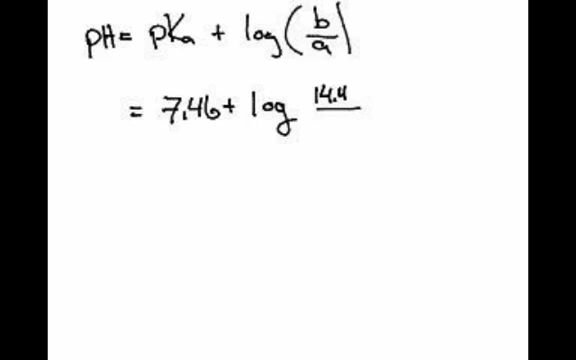 pH = pKa + log(b/a)
= 7.46 + log 14.4/